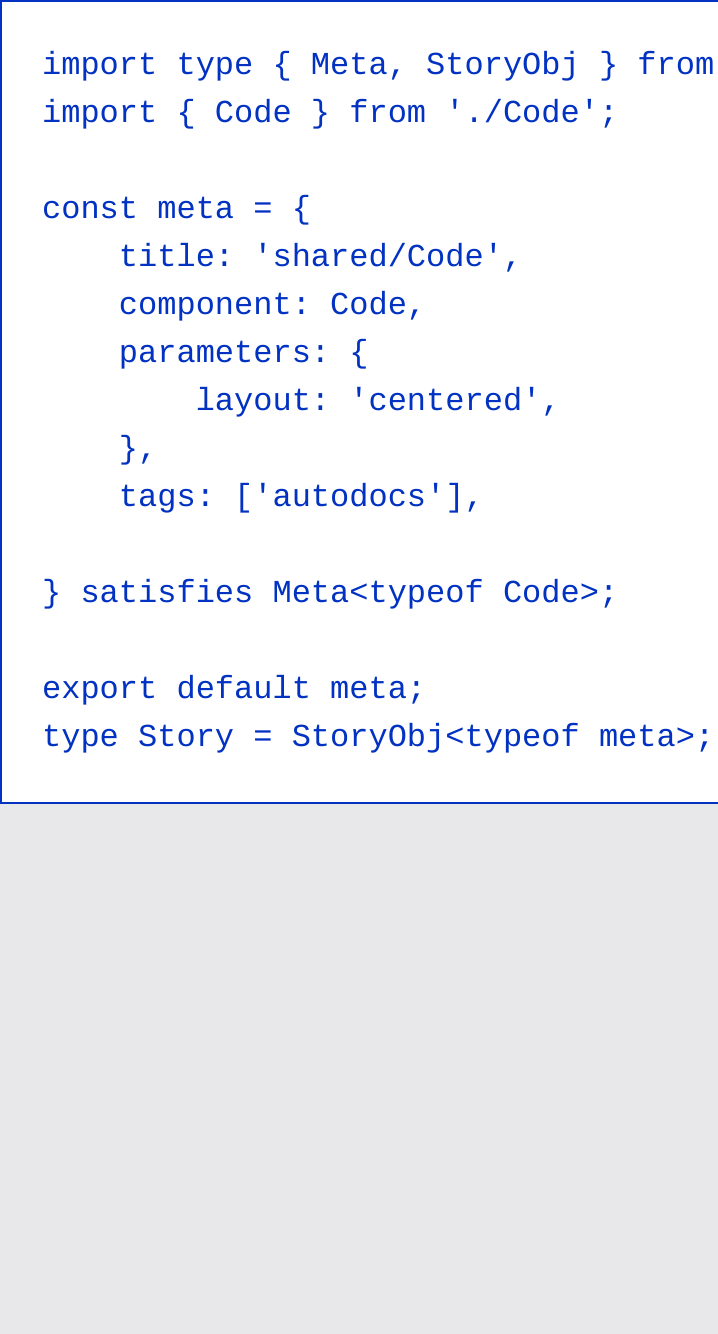 import type { Meta, StoryObj } from
import { Code } from './Code';

const meta = {
    title: 'shared/Code',
    component: Code,
    parameters: {
        layout: 'centered',
    },
    tags: ['autodocs'],

} satisfies Meta<typeof Code>;

export default meta;
type Story = StoryObj<typeof meta>;